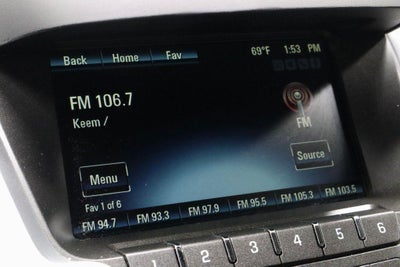 Back Home Fav 69°F 1:53 PM
FM 106.7
Keem /
FM
Menu
Source
Fav 1 of 6
FM 94.7 FM 93.3 FM 97.9 FM 95.5 FM 105.3 FM 103.5
1 2 3 4 5 6